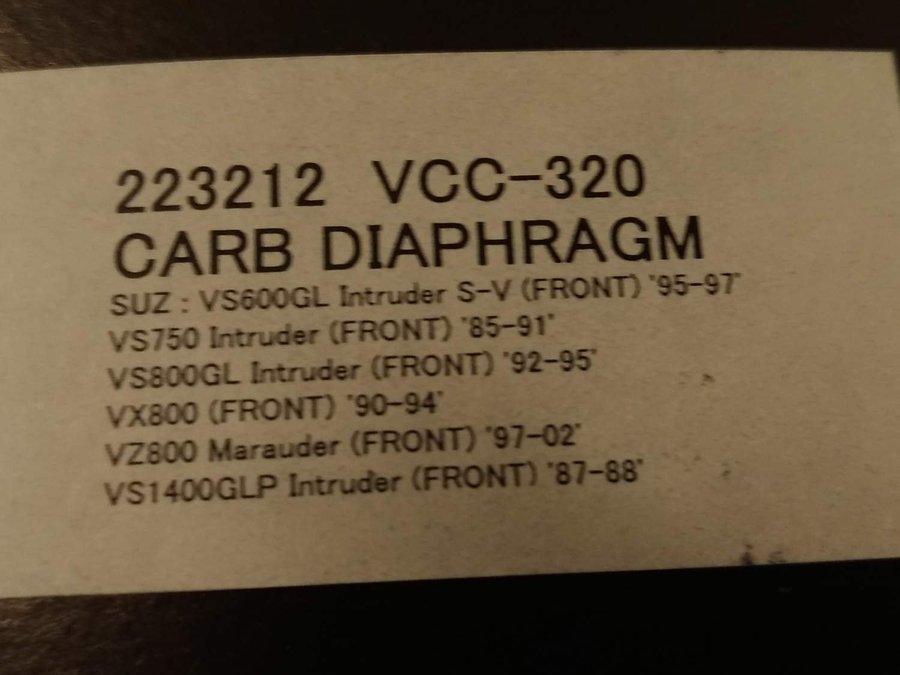 223212 VCC-320
CARB DIAPHRAGM
SUZ : VS600GL Intruder S-V (FRONT) '95-97'
VS750 Intruder (FRONT) '85-91'
VS800GL Intruder (FRONT) '92-95'
VX800 (FRONT) '90-94'
VZ800 Marauder (FRONT) '97-02'
VS1400GLP Intruder (FRONT) '87-88'